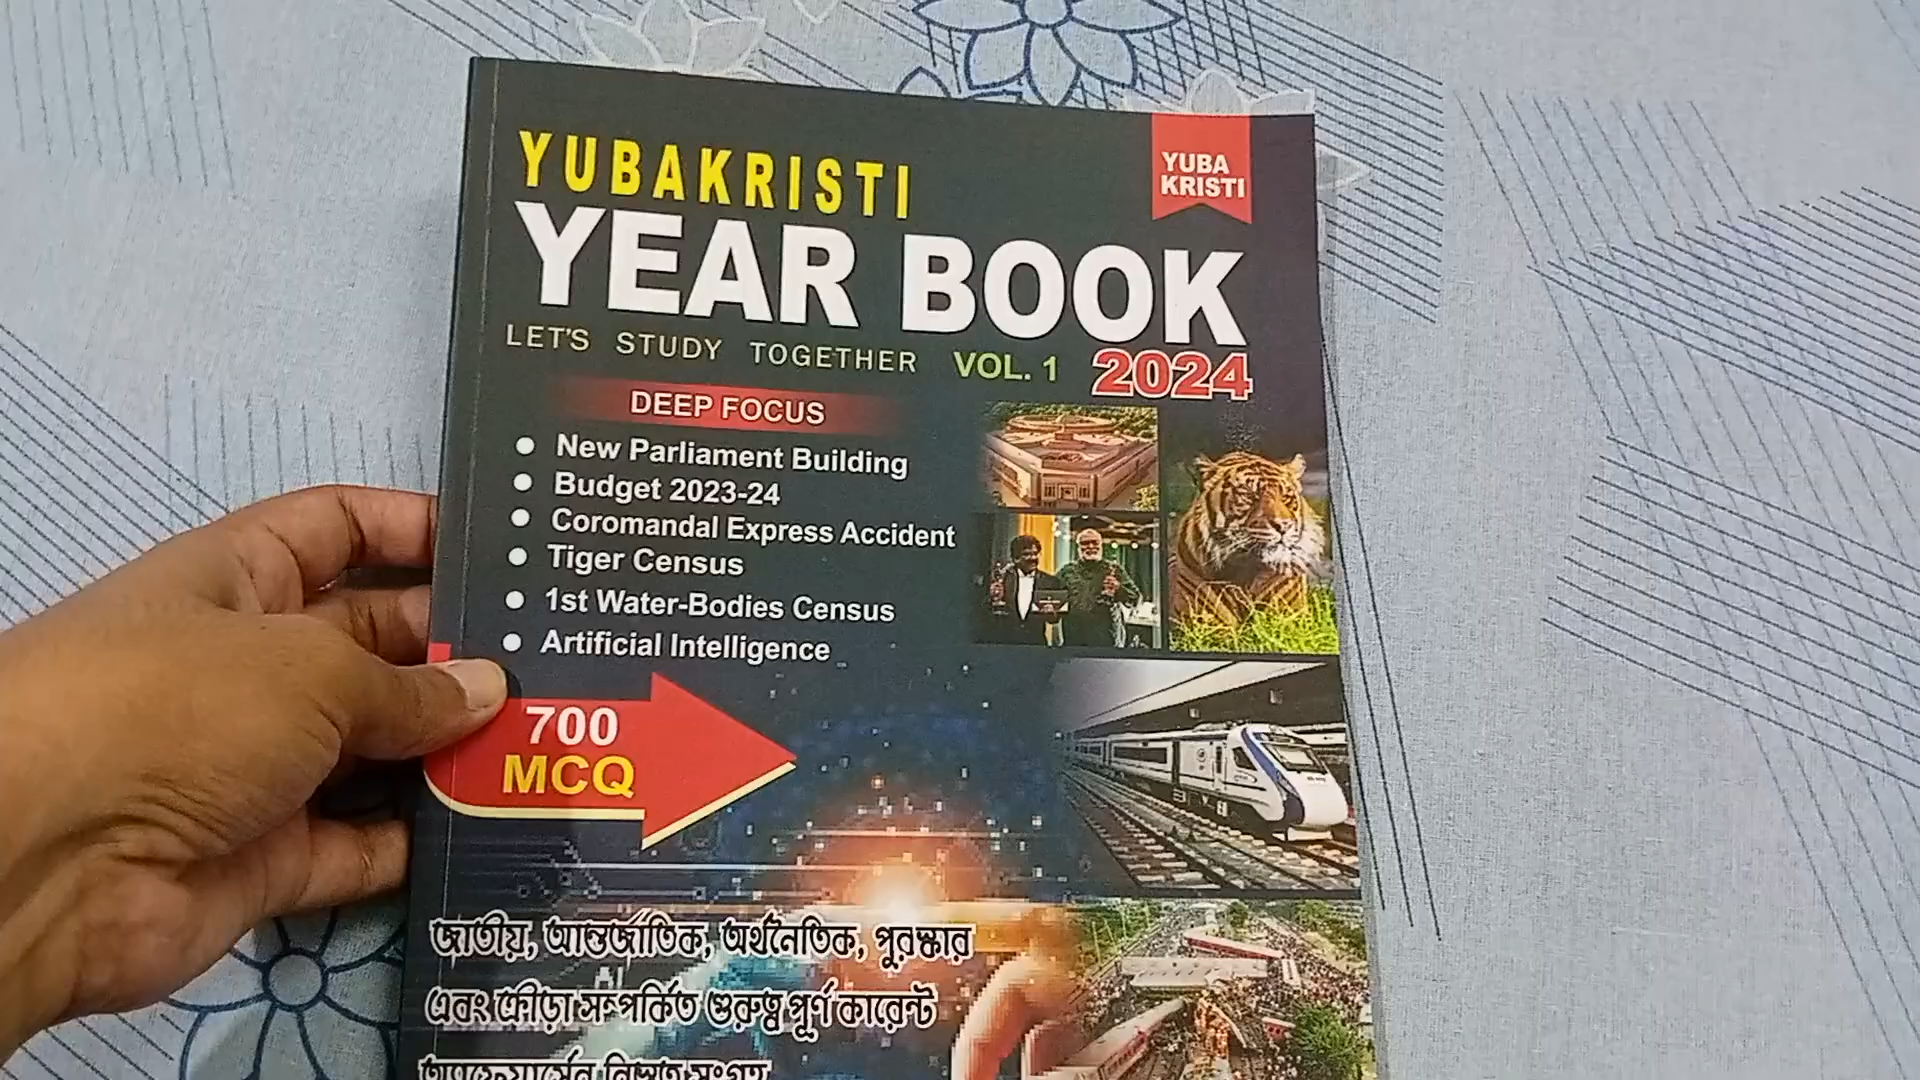 YUBAKRISTI
YUBA
KRISTI
YEAR BOOK
LET'S STUDY TOGETHER VOL. 1 2024
DEEP FOCUS
New Parliament Building
Budget 2023-24
Coromandal Express Accident
Tiger Census
1st Water-Bodies Census
Artificial Intelligence
700
MCQ
জাতীয়, আন্তর্জাতিক, অর্থনৈতিক, পুরস্কার
এবং ক্রীড়া সম্পর্কিত গুরুত্বপূর্ণ কারেন্ট